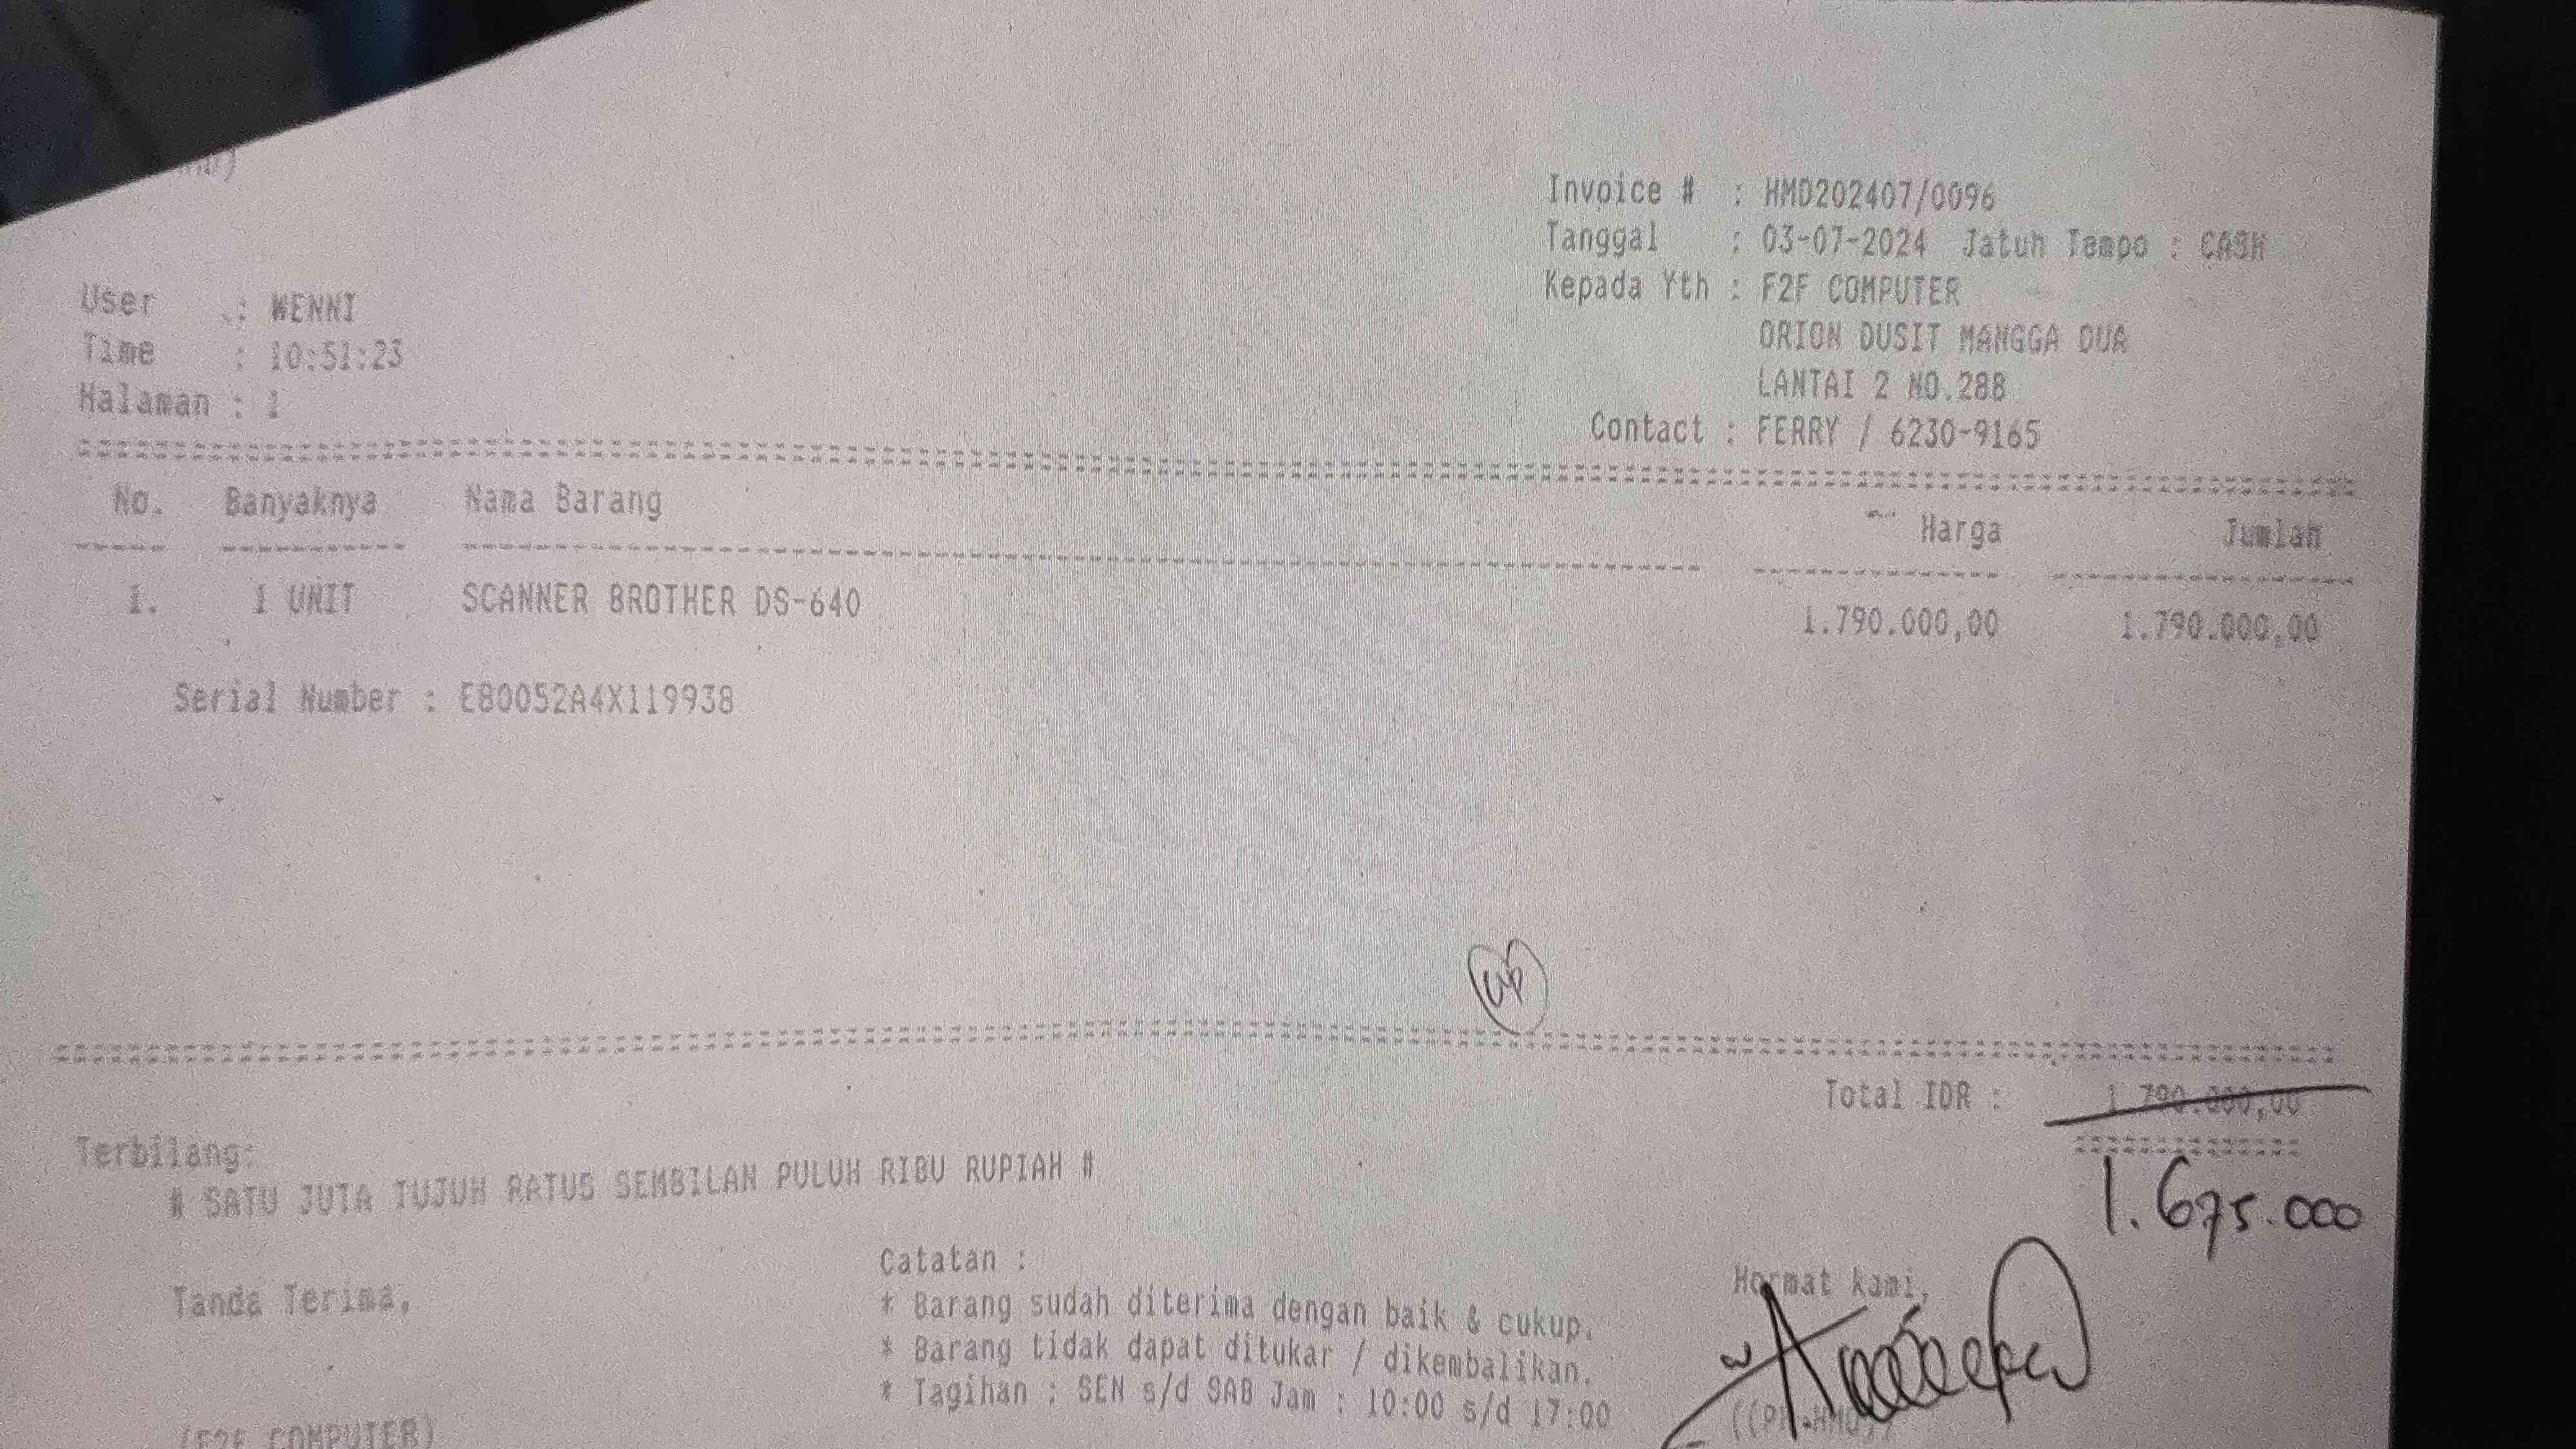 Invoice # : HMD202407/0096
Tanggal : 03-07-2024 Jatuh Tempo : CASH
Kepada Yth : F2F COMPUTER
ORION DUSIT MANGGA DUA
LANTAI 2 NO.288
Contact : FERRY / 6230-9165
User : WENNI
Time : 10:51:23
Halaman : 1
No. Banyaknya Nama Barang Harga Jumlah
1. 1 UNIT SCANNER BROTHER DS-640 1.790.000,00 1.790.000,00
Serial Number : E80052A4X119938
Total IDR : 1.790.000,00
1.675.000
Terbilang:
# SATU JUTA TUJUH RATUS SEMBILAN PULUH RIBU RUPIAH #
Catatan :
* Barang sudah diterima dengan baik & cukup.
* Barang tidak dapat ditukar / dikembalikan.
* Tagihan : SEN s/d SAB Jam : 10:00 s/d 17:00
Tanda Terima,
(F2F COMPUTER)
Hormat kami,